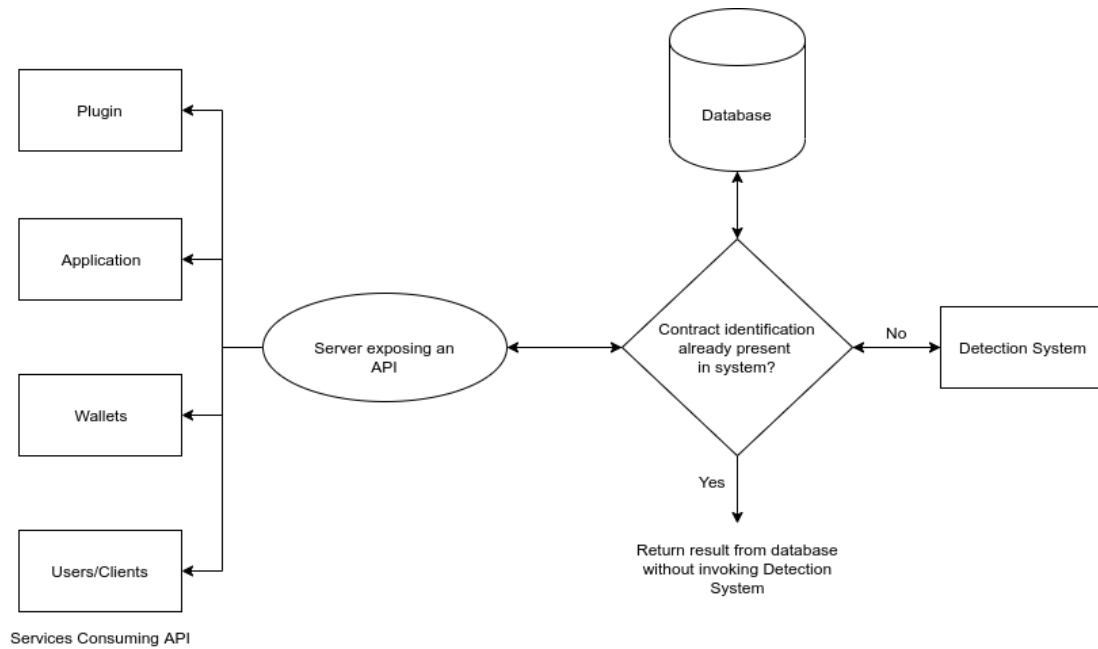 Plugin
Application
Wallets
Users/Clients
Services Consuming API
Server exposing an
API
Database
Contract identification
already present
in system?
No
Detection System
Yes
Return result from database
without invoking Detection
System